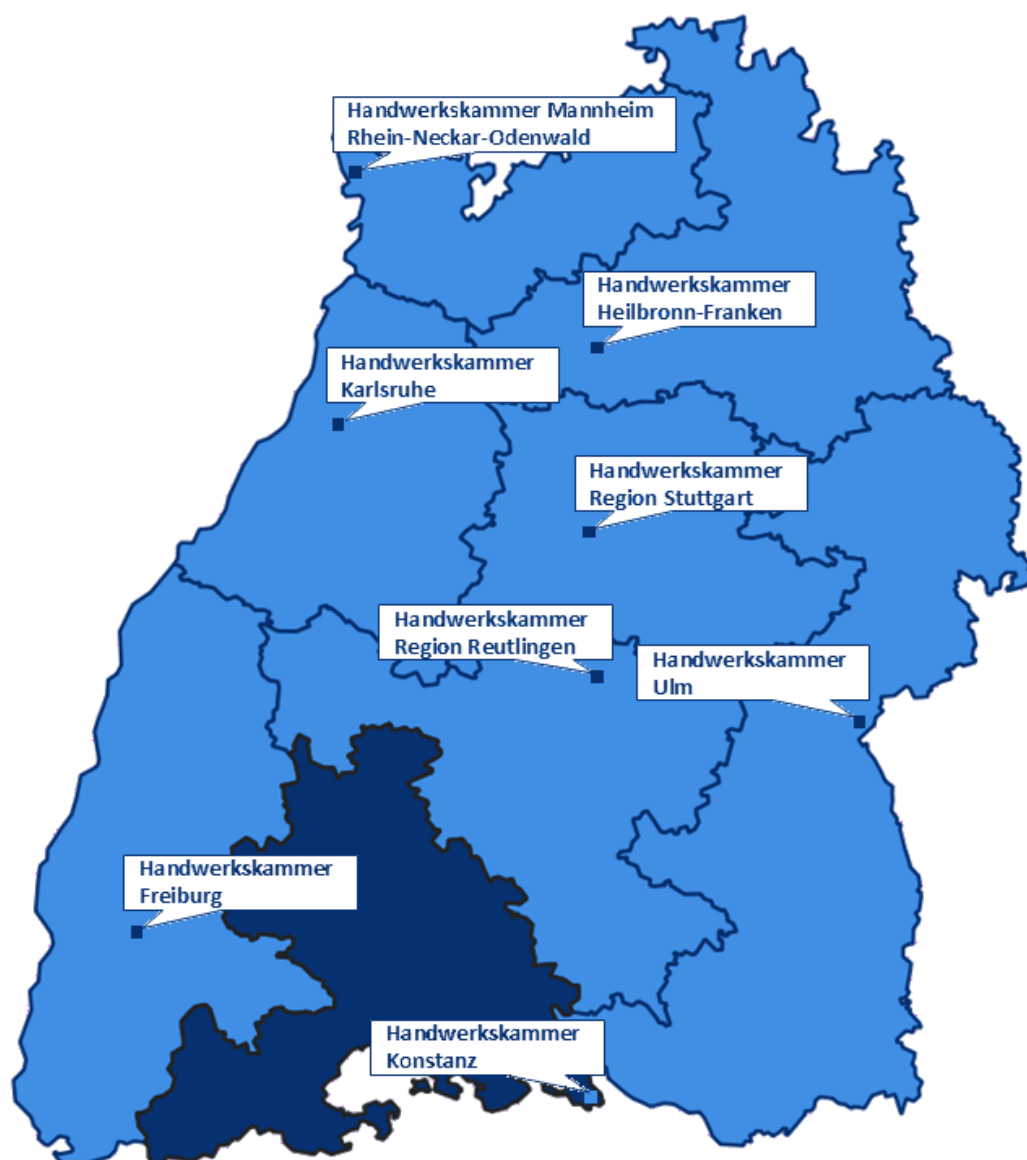 Handwerkskammer Mannheim
Rhein-Neckar-Odenwald
Handwerkskammer
Heilbronn-Franken
Handwerkskammer
Karlsruhe
Handwerkskammer
Region Stuttgart
Handwerkskammer
Region Reutlingen
Handwerkskammer
Ulm
Handwerkskammer
Freiburg
Handwerkskammer
Konstanz